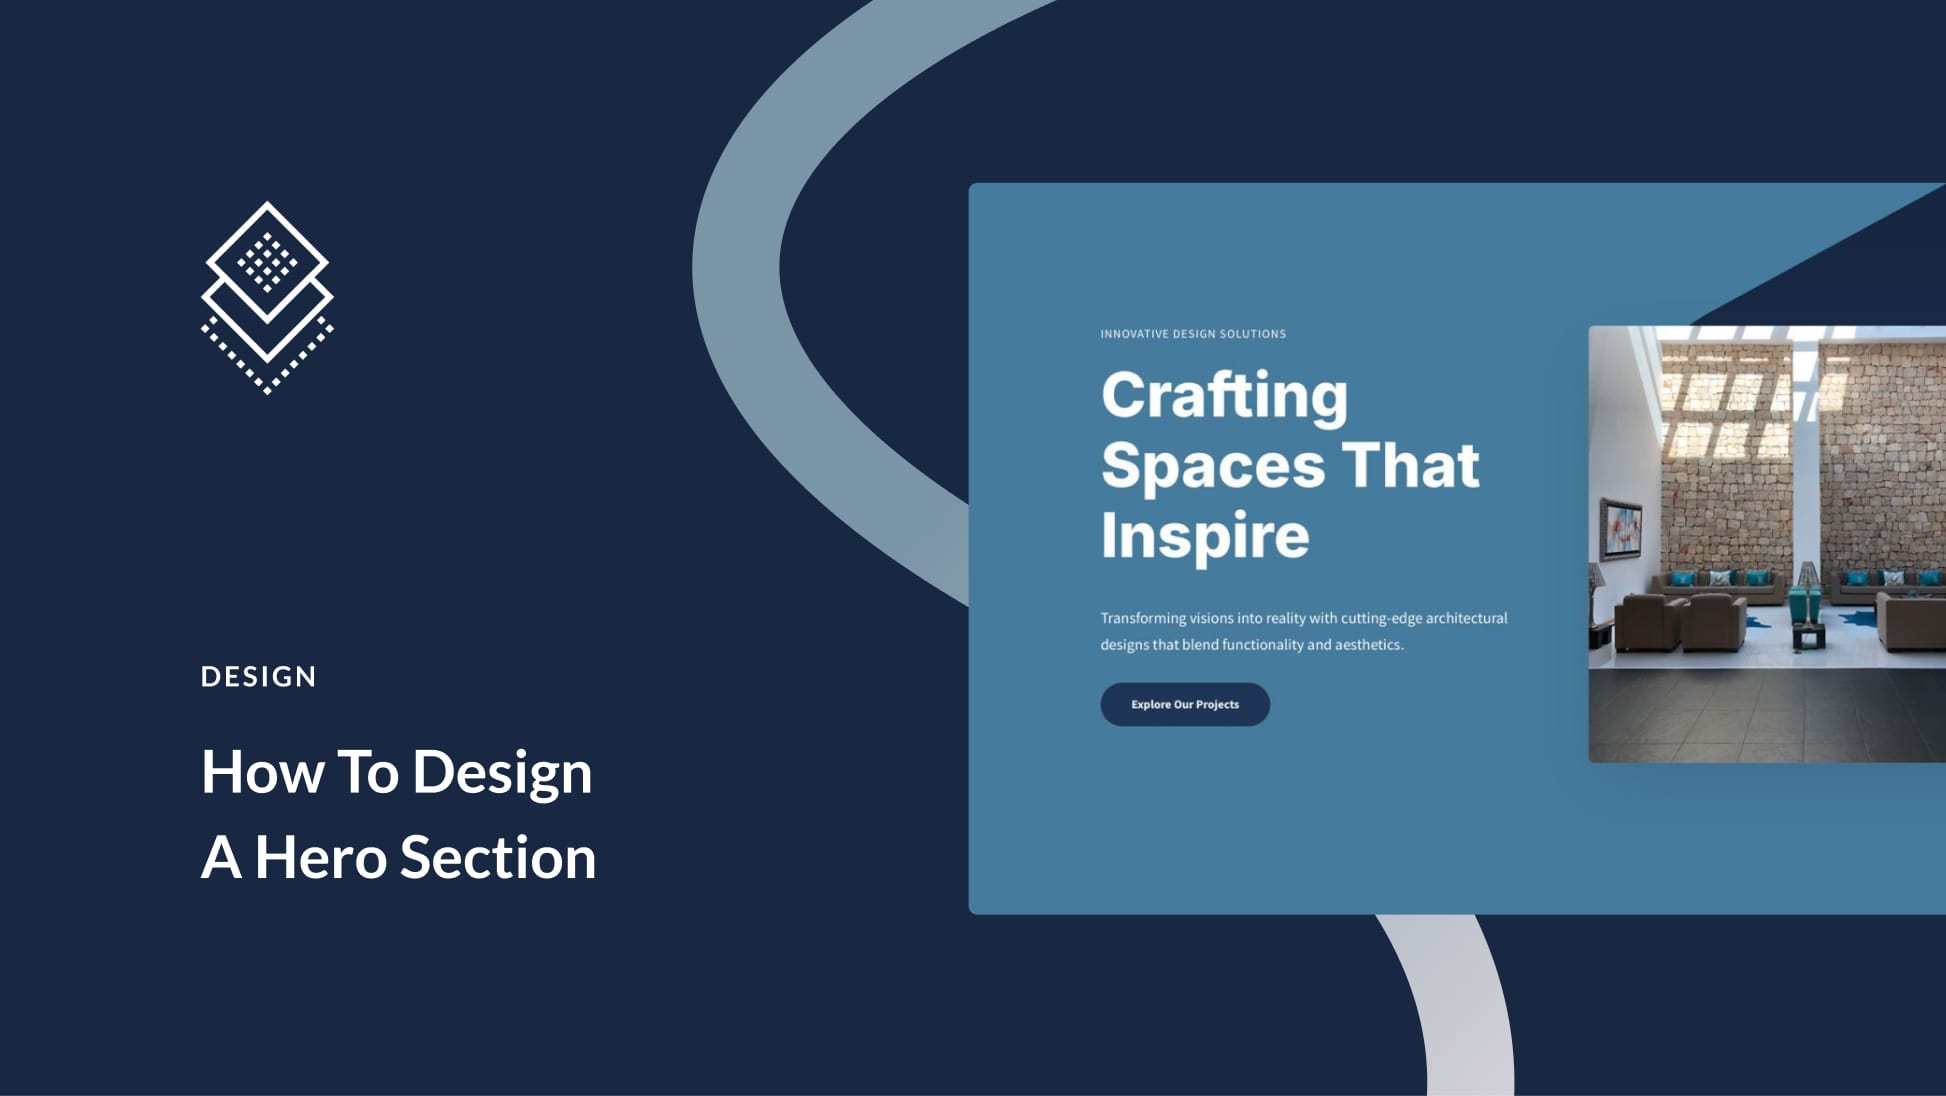 DESIGN
How To Design
A Hero Section
INNOVATIVE DESIGN SOLUTIONS
Crafting
Spaces That
Inspire
Transforming visions into reality with cutting-edge architectural
designs that blend functionality and aesthetics.
Explore Our Projects